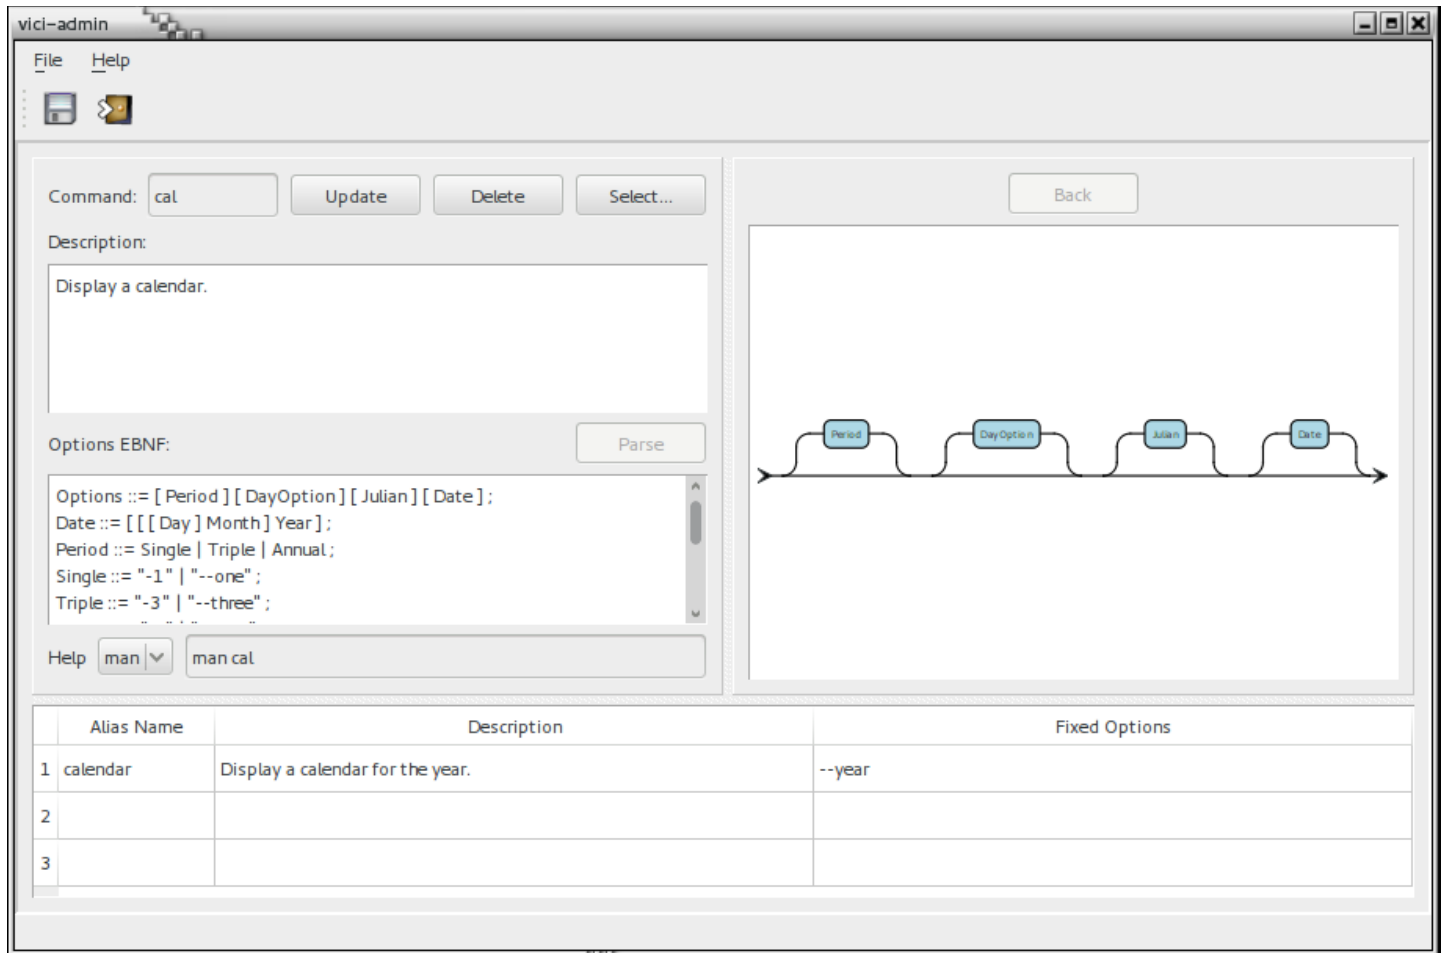 vici-admin
File Help
Command: cal Update Delete Select...
Back
Description:
Display a calendar.
Options EBNF: Parse
Options ::= [ Period ] [ DayOption ] [ Julian ] [ Date ] ;
Date ::= [ [ [ Day ] Month ] Year ] ;
Period ::= Single | Triple | Annual ;
Single ::= "-1" | "--one" ;
Triple ::= "-3" | "--three" ;
Help man man cal
Period DayOption Julian Date
Alias Name Description Fixed Options
1 calendar Display a calendar for the year. --year
2
3